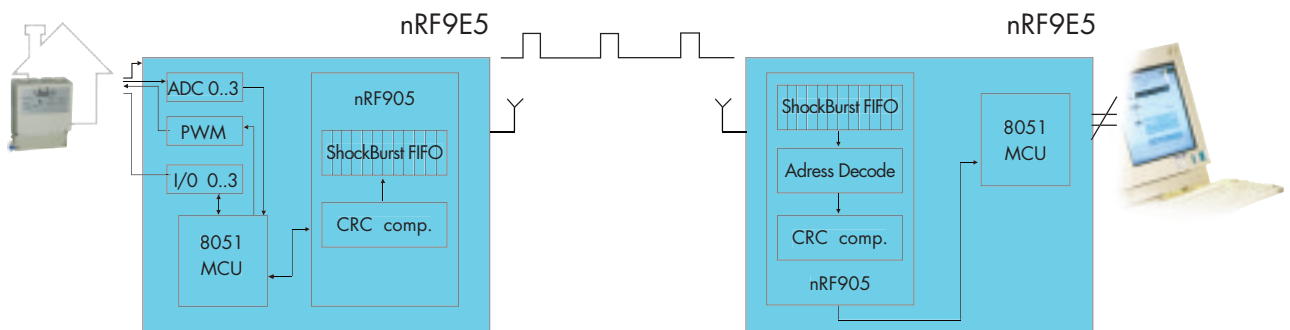 nRF9E5
ADC 0..3
PWM
I/0 0..3
8051
MCU
nRF905
ShockBurst FIFO
CRC comp.
nRF9E5
ShockBurst FIFO
Adress Decode
CRC comp.
nRF905
8051
MCU